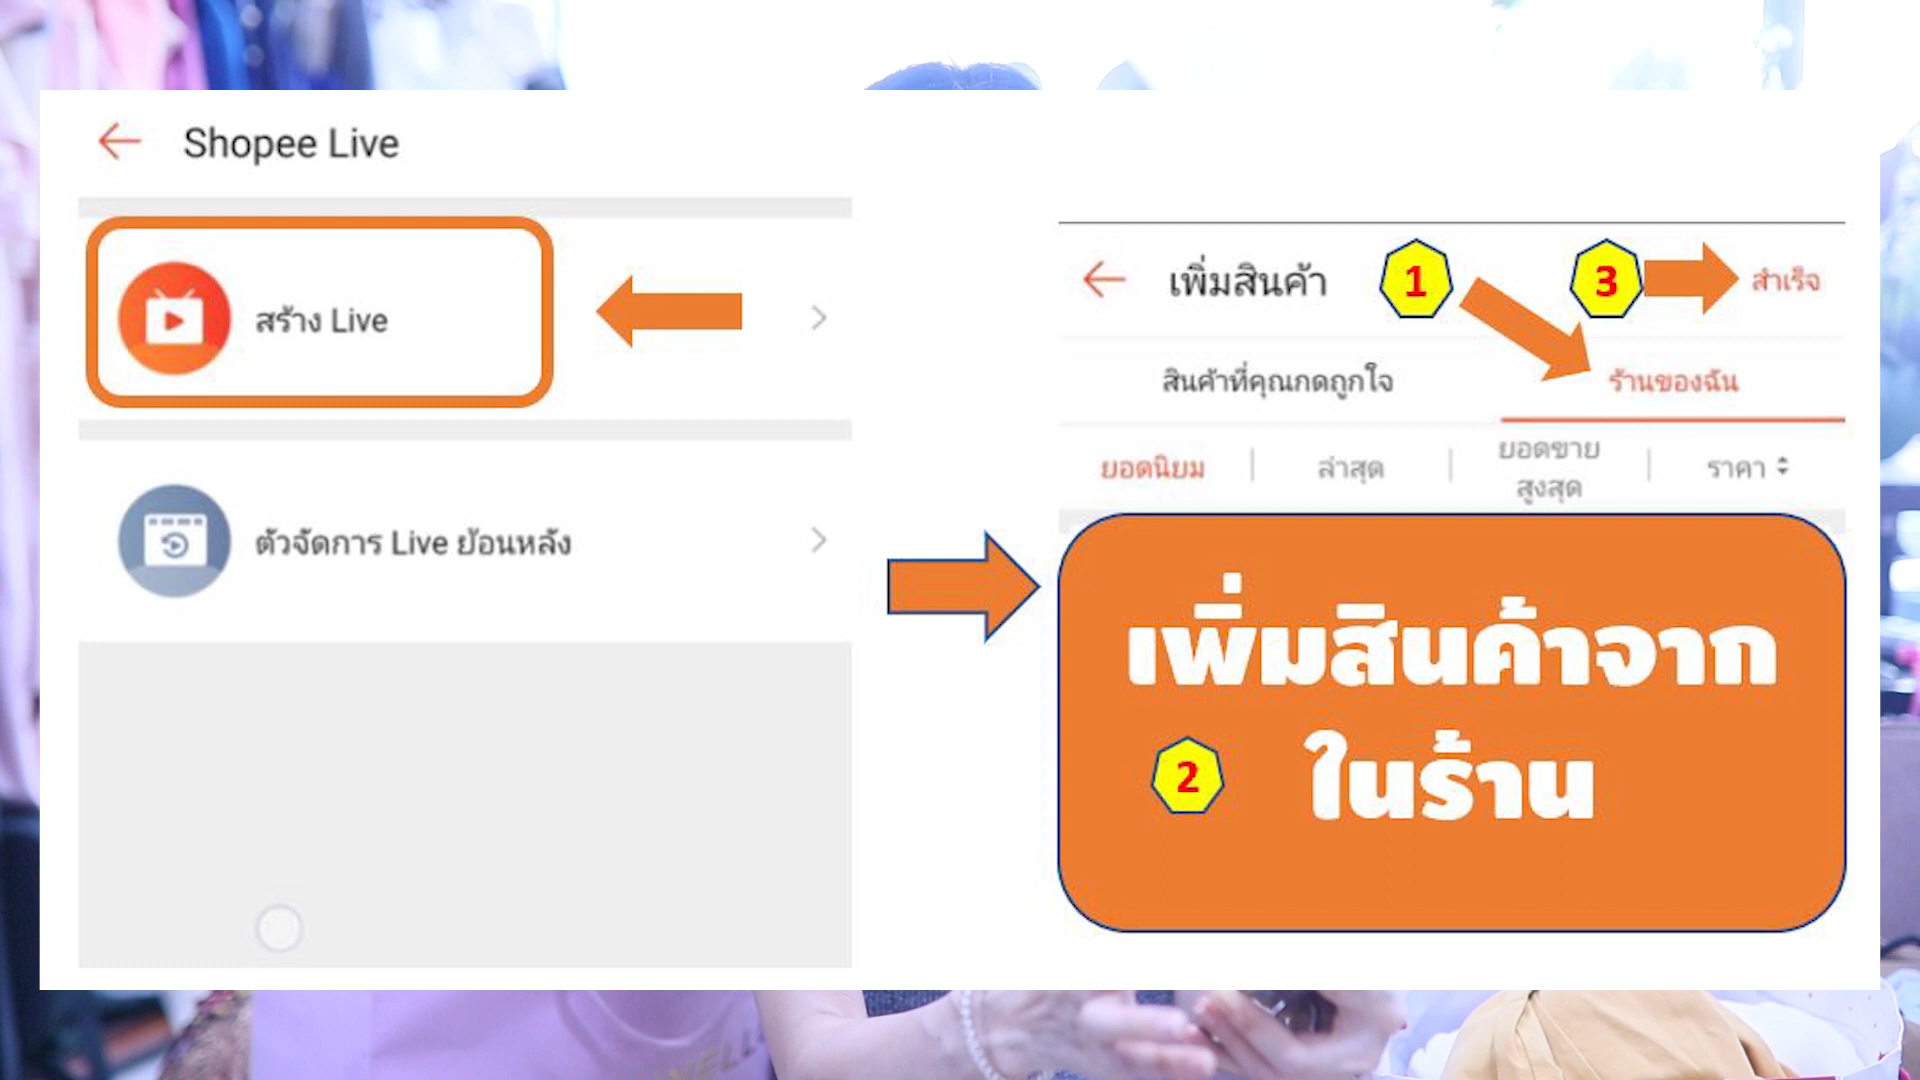 Shopee Live
สร้าง Live
ตัวจัดการ Live ย้อนหลัง
เพิ่มสินค้า
1
3
สำเร็จ
สินค้าที่คุณกดถูกใจ
ร้านของฉัน
ยอดนิยม
ล่าสุด
ยอดขาย
สูงสุด
ราคา
เพิ่มสินค้าจาก
2
ในร้าน